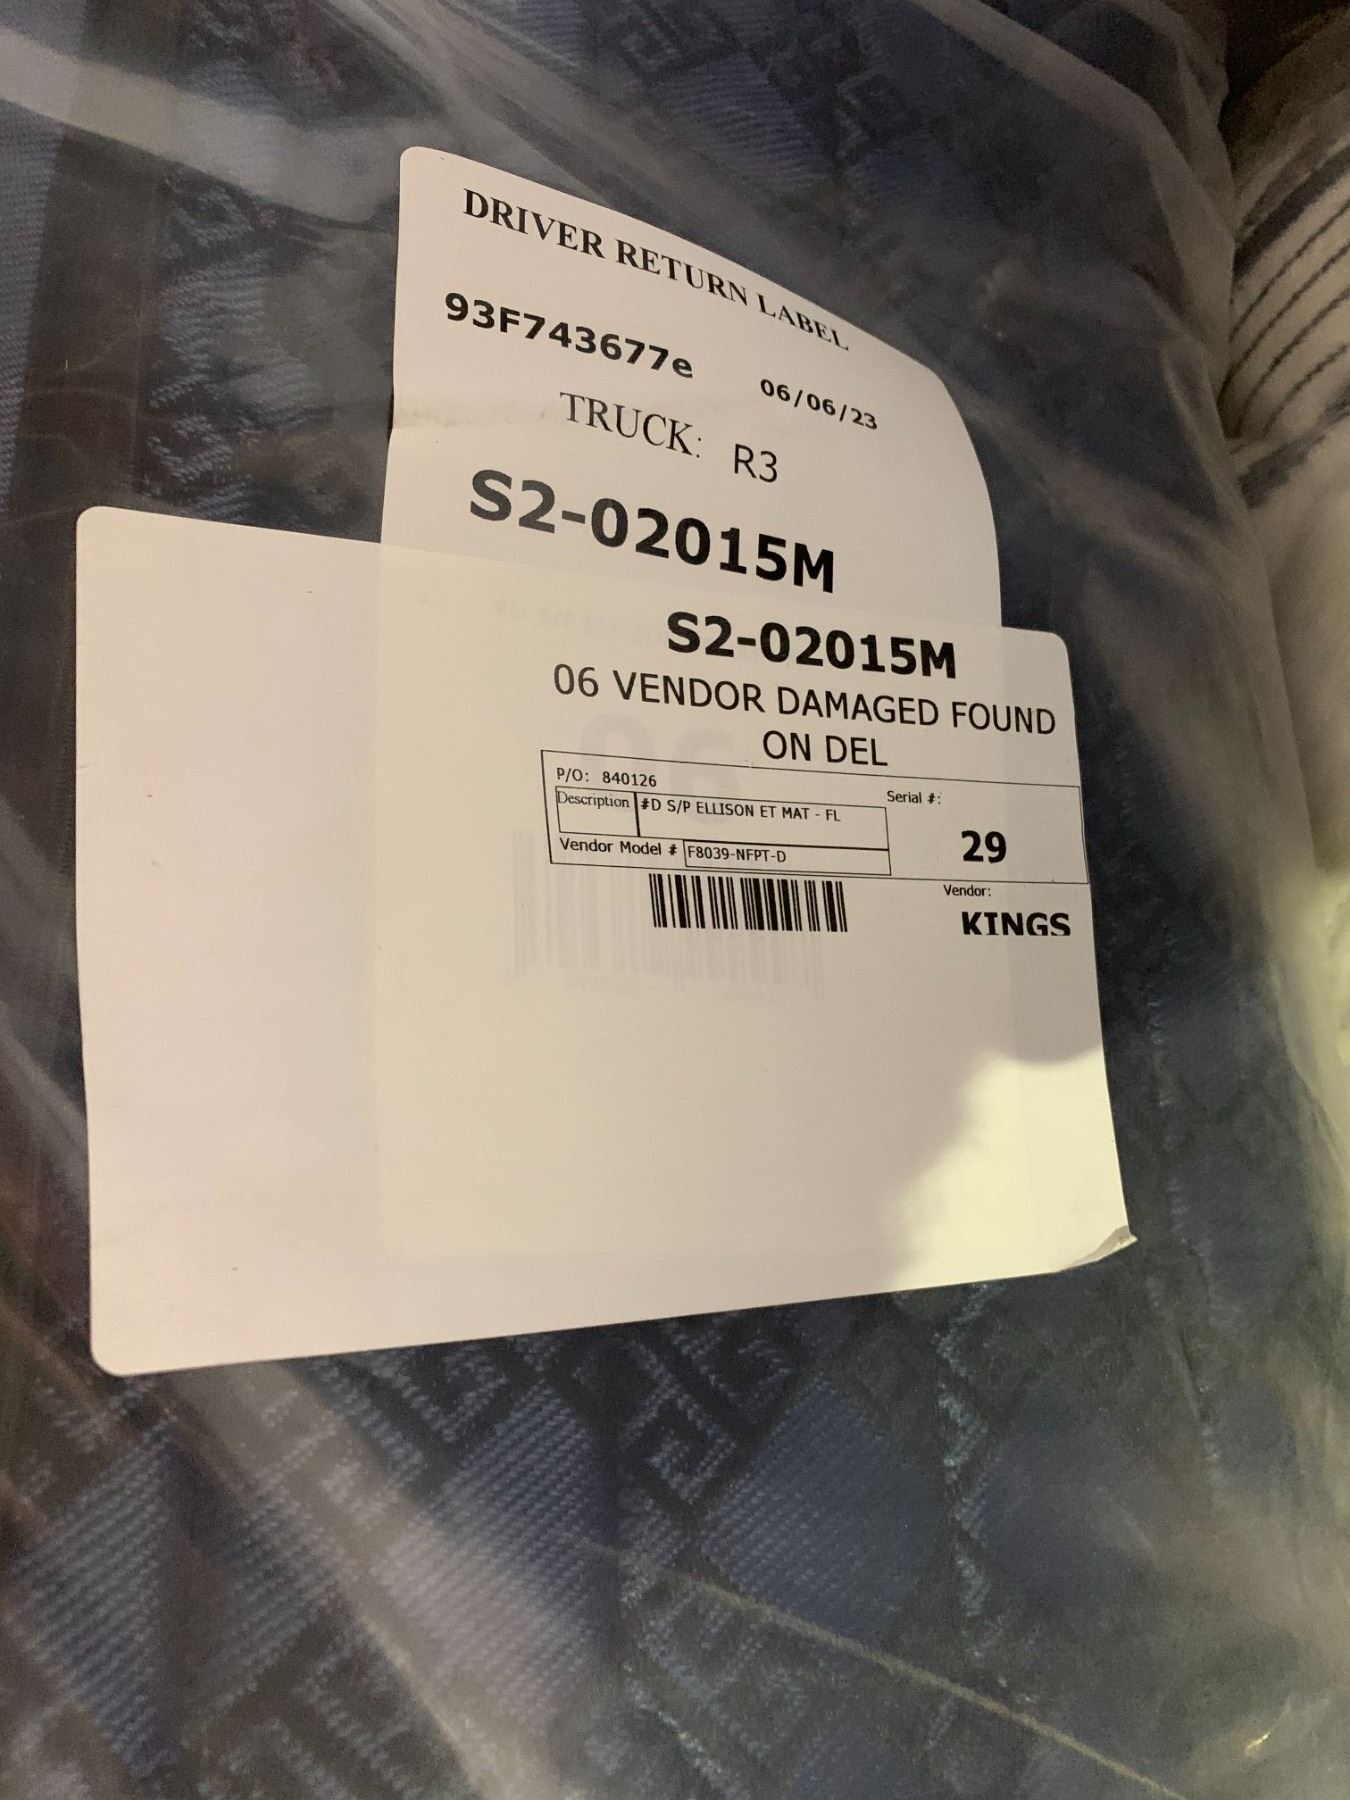 DRIVER RETURN LABEL
93F743677e 06/06/23
TRUCK: R3
S2-02015M
S2-02015M
06 VENDOR DAMAGED FOUND
ON DEL
P/O: 840126
Serial #:
Description #D S/P ELLISON ET MAT - FL
29
Vendor Model # F8039-NFPT-D
Vendor:
KINGS